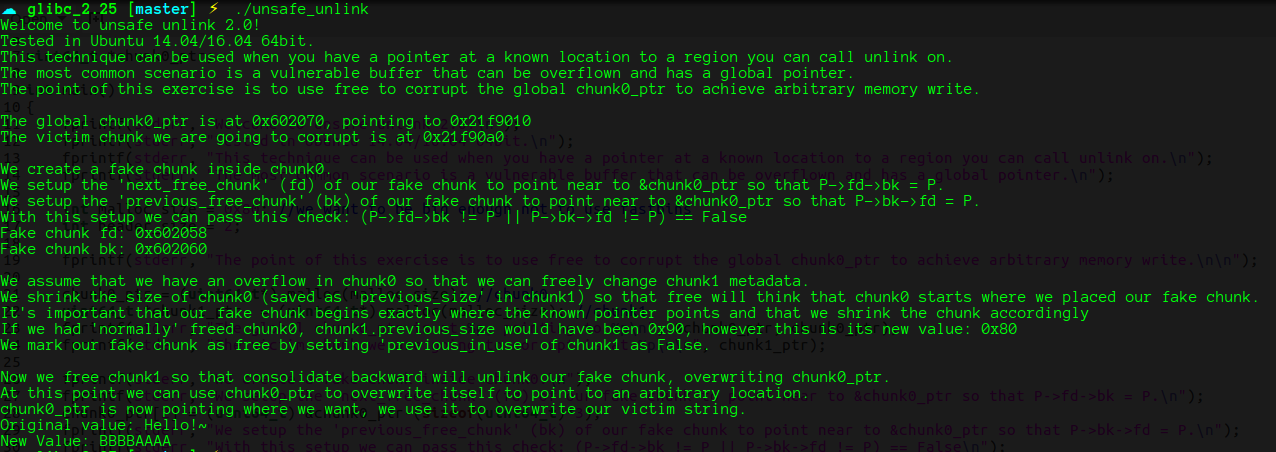 ☁ glibc_2.25 [master] ⚡ ./unsafe_unlink
Welcome to unsafe unlink 2.0!
Tested in Ubuntu 14.04/16.04 64bit.
This technique can be used when you have a pointer at a known location to a region you can call unlink on.
The most common scenario is a vulnerable buffer that can be overflown and has a global pointer.
The point of this exercise is to use free to corrupt the global chunk0_ptr to achieve arbitrary memory write.
The global chunk0_ptr is at 0x602070, pointing to 0x21f9010
The victim chunk we are going to corrupt is at 0x21f90a0
We create a fake chunk inside chunk0.
We setup the 'next_free_chunk' (fd) of our fake chunk to point near to &chunk0_ptr so that P->fd->bk = P.
We setup the 'previous_free_chunk' (bk) of our fake chunk to point near to &chunk0_ptr so that P->bk->fd = P.
With this setup we can pass this check: (P->fd->bk != P || P->bk->fd != P) == False
Fake chunk fd: 0x602058
Fake chunk bk: 0x602060
We assume that we have an overflow in chunk0 so that we can freely change chunk1 metadata.
We shrink the size of chunk0 (saved as 'previous_size' in chunk1) so that free will think that chunk0 starts where we placed our fake chunk.
It's important that our fake chunk begins exactly where the known pointer points and that we shrink the chunk accordingly
If we had 'normally' freed chunk0, chunk1.previous_size would have been 0x90, however this is its new value: 0x80
We mark our fake chunk as free by setting 'previous_in_use' of chunk1 as False.
Now we free chunk1 so that consolidate backward will unlink our fake chunk, overwriting chunk0_ptr.
At this point we can use chunk0_ptr to overwrite itself to point to an arbitrary location.
chunk0_ptr is now pointing where we want, we use it to overwrite our victim string.
Original value: Hello!~
New Value: BBBBAAAA